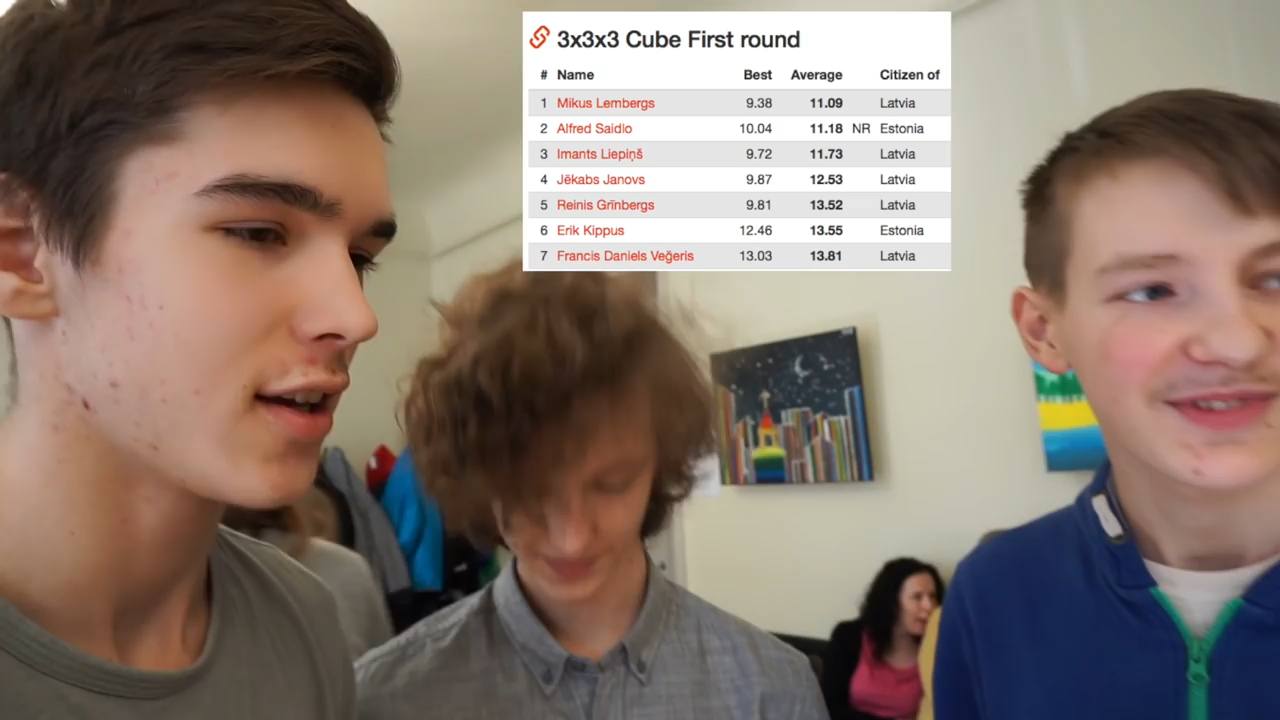 3x3x3 Cube First round
# Name Best Average Citizen of
1 Mikus Lembergs 9.38 11.09 Latvia
2 Alfred Saidlo 10.04 11.18 NR Estonia
3 Imants Liepiņš 9.72 11.73 Latvia
4 Jēkabs Janovs 9.87 12.53 Latvia
5 Reinis Grīnbergs 9.81 13.52 Latvia
6 Erik Kippus 12.46 13.55 Estonia
7 Francis Daniels Veğeris 13.03 13.81 Latvia